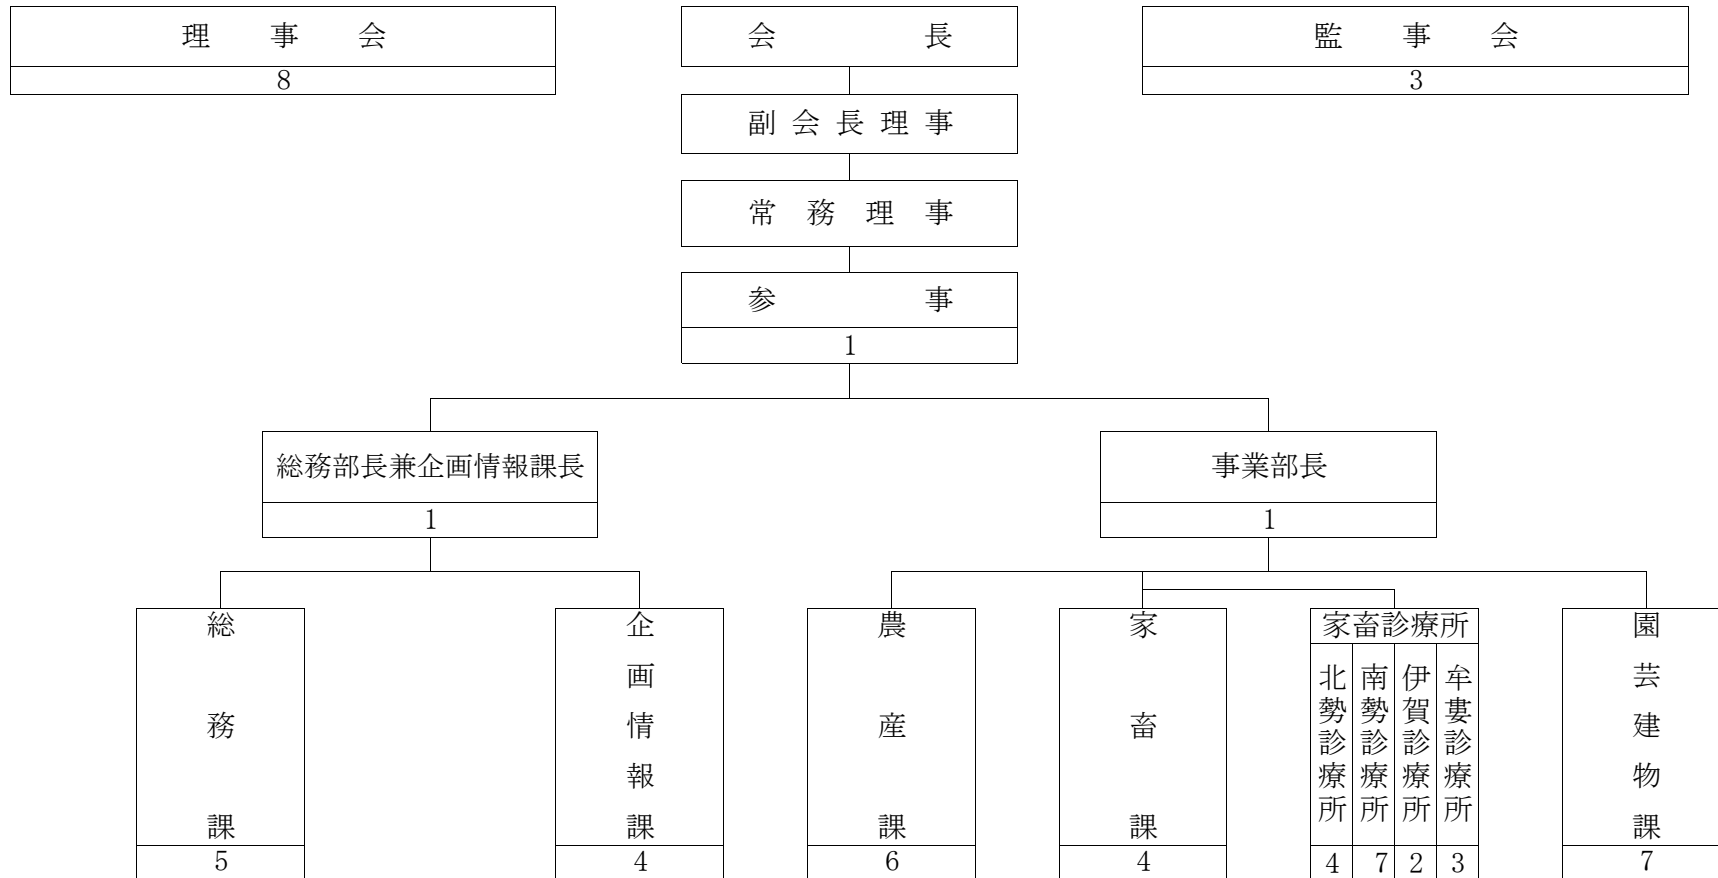 理事会
8
会長
監事会
3
副会長理事
常務理事
参事
1
総務部長兼企画情報課長
1
事業部長
1
総務課
5
企画情報課
4
農産課
6
家畜課
4
家畜診療所
北勢診療所
4
南勢診療所
7
伊賀診療所
2
牟婁診療所
3
園芸建物課
7